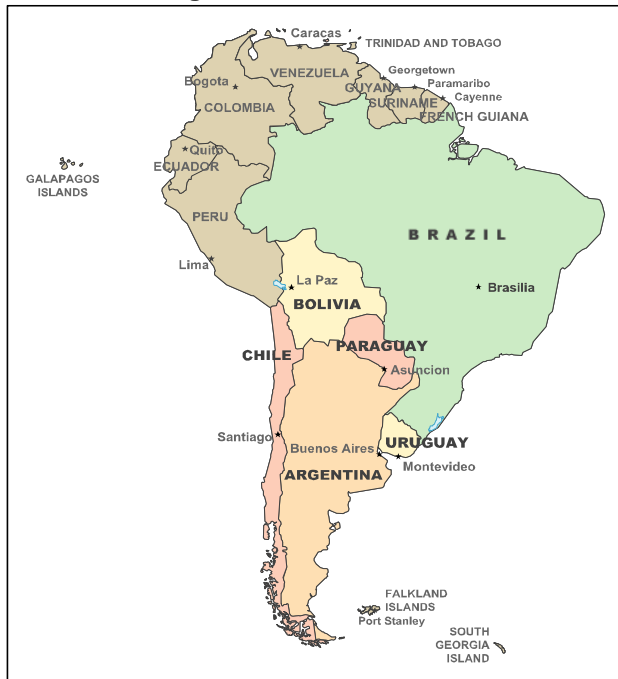 Caracas
TRINIDAD AND TOBAGO
VENEZUELA
Georgetown
Bogota
GUYANA
Paramaribo
Cayenne
COLOMBIA
SURINAME
FRENCH GUIANA
Quito
ECUADOR
GALAPAGOS
ISLANDS
PERU
BRAZIL
Lima
La Paz
Brasilia
BOLIVIA
PARAGUAY
CHILE
Asuncion
Santiago
URUGUAY
Buenos Aires
Montevideo
ARGENTINA
FALKLAND
ISLANDS
Port Stanley
SOUTH
GEORGIA
ISLAND